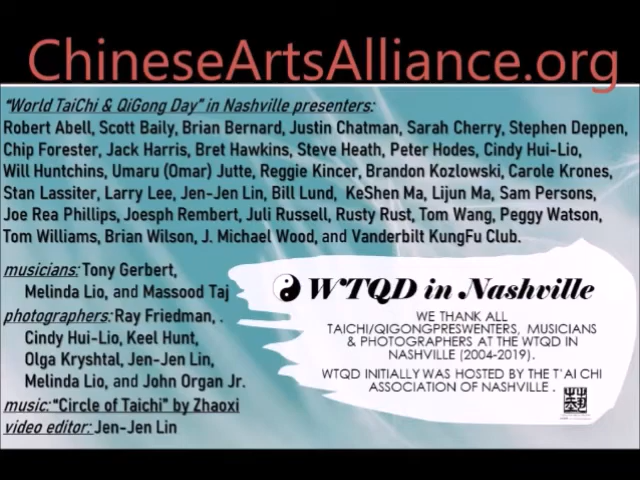 ChineseArtsAlliance.org
"World TaiChi & QiGong Day" in Nashville presenters:
Robert Abell, Scott Baily, Brian Bernard, Justin Chatman, Sarah Cherry, Stephen Deppen,
Chip Forester, Jack Harris, Bret Hawkins, Steve Heath, Peter Hodes, Cindy Hui-Lio,
Will Huntchins, Umaru (Omar) Jutte, Reggie Kincer, Brandon Kozlowski, Carole Krones,
Stan Lassiter, Larry Lee, Jen-Jen Lin, Bill Lund, KeShen Ma, Lijun Ma, Sam Persons,
Joe Rea Phillips, Joesph Rembert, Juli Russell, Rusty Rust, Tom Wang, Peggy Watson,
Tom Williams, Brian Wilson, J. Michael Wood, and Vanderbilt KungFu Club.
musicians: Tony Gerbert,
Melinda Lio, and Massood Taj
photographers: Ray Friedman, .
Cindy Hui-Lio, Keel Hunt,
Olga Kryshtal, Jen-Jen Lin,
Melinda Lio, and John Organ Jr.
music: "Circle of Taichi" by Zhaoxi
video editor: Jen-Jen Lin
WTQD in Nashville
WE THANK ALL
TAICHI/QIGONGPRESWENTERS, MUSICIANS
& PHOTOGRAPHERS AT THE WTQD IN
NASHVILLE (2004-2019).
WTQD INITIALLY WAS HOSTED BY THE T'AI CHI
ASSOCIATION OF NASHVILLE .